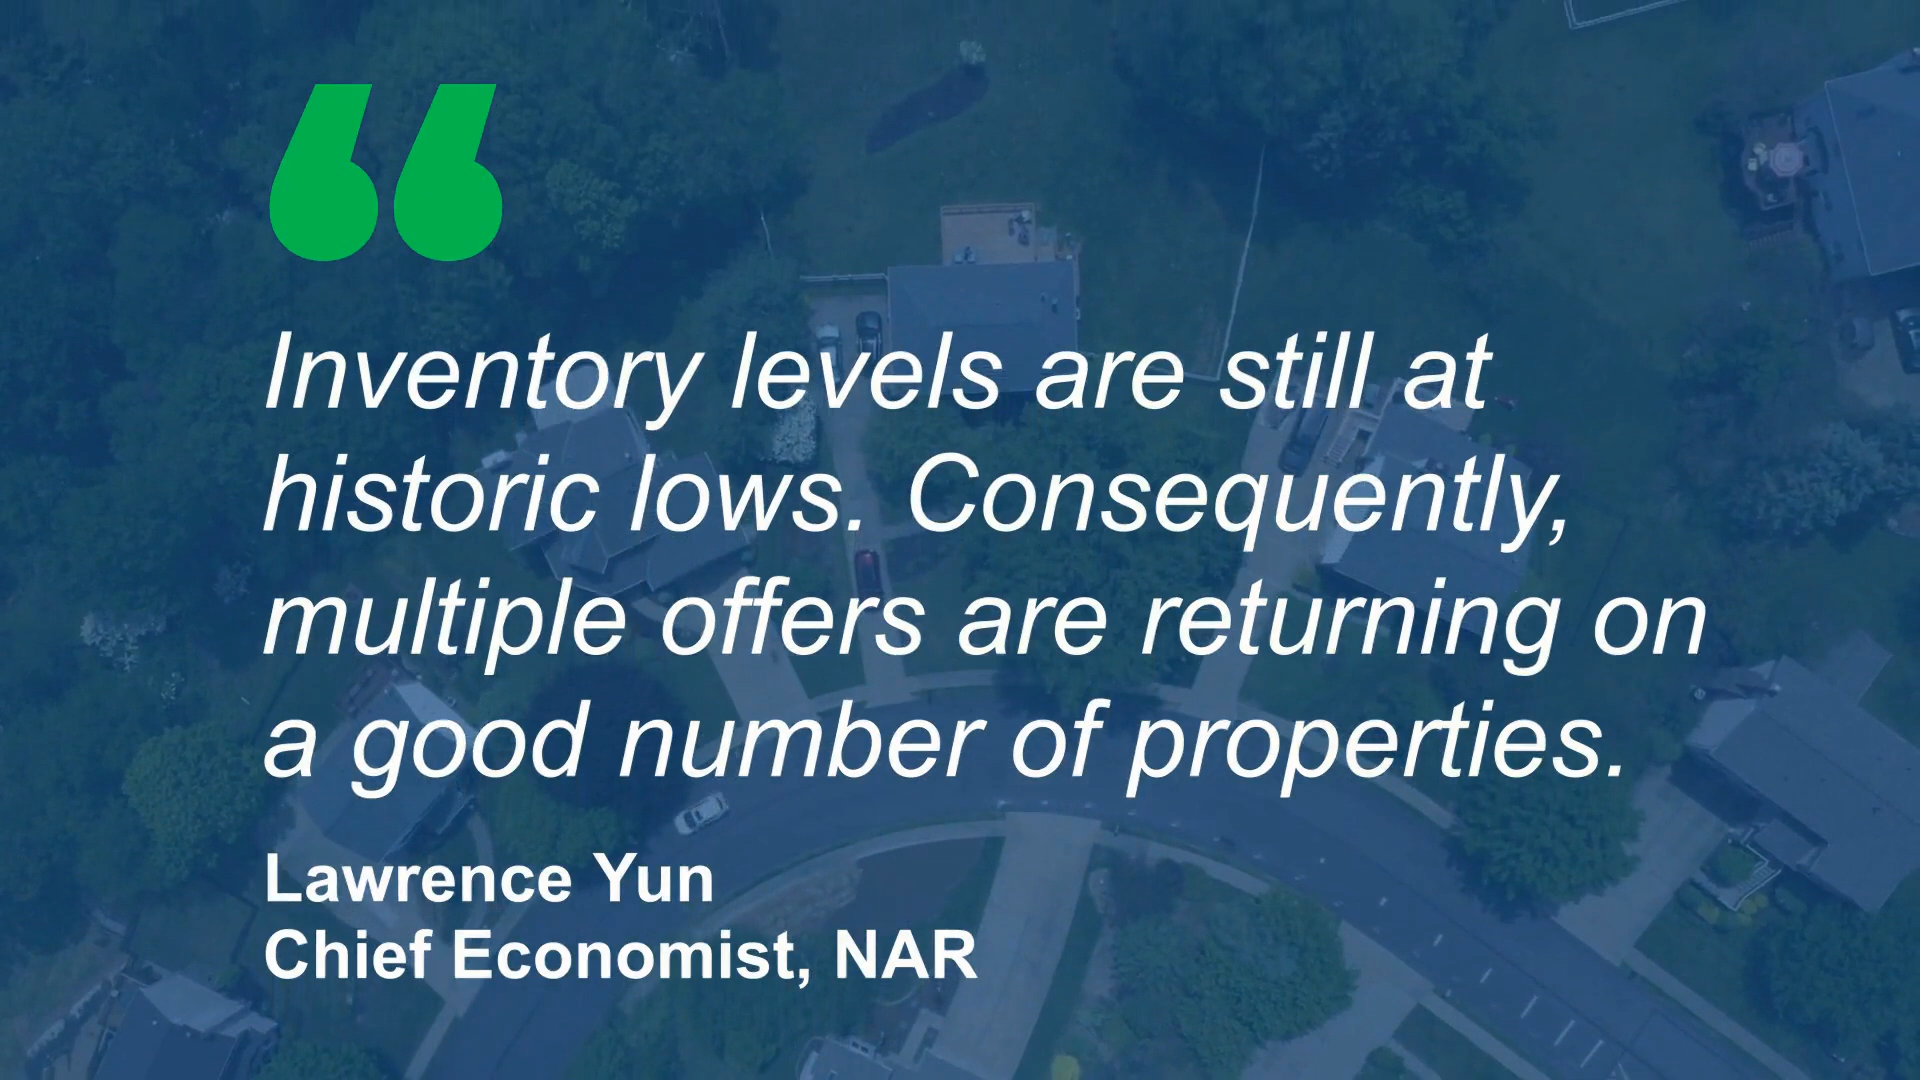 “
Inventory levels are still at
historic lows. Consequently,
multiple offers are returning on
a good number of properties.
Lawrence Yun
Chief Economist, NAR